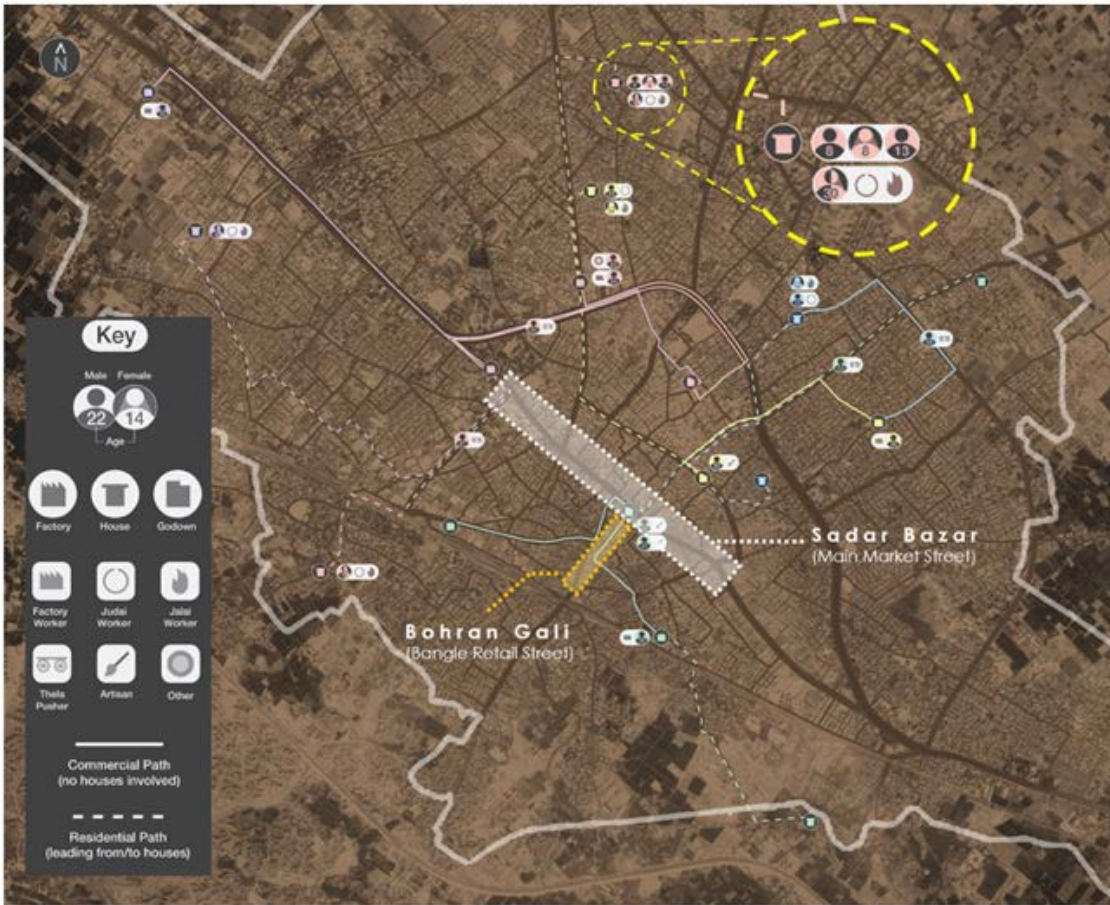 N
8 8 13
30
Key
Male Female
22 14
Age
Factory House Godown
Factory Worker
Judai Worker
Jalai Worker
Thela Pusher
Artisan
Other
Commercial Path
(no houses involved)
Residential Path
(leading from/to houses)
Sadar Bazar
(Main Market Street)
Bohran Gali
(Bangle Retail Street)